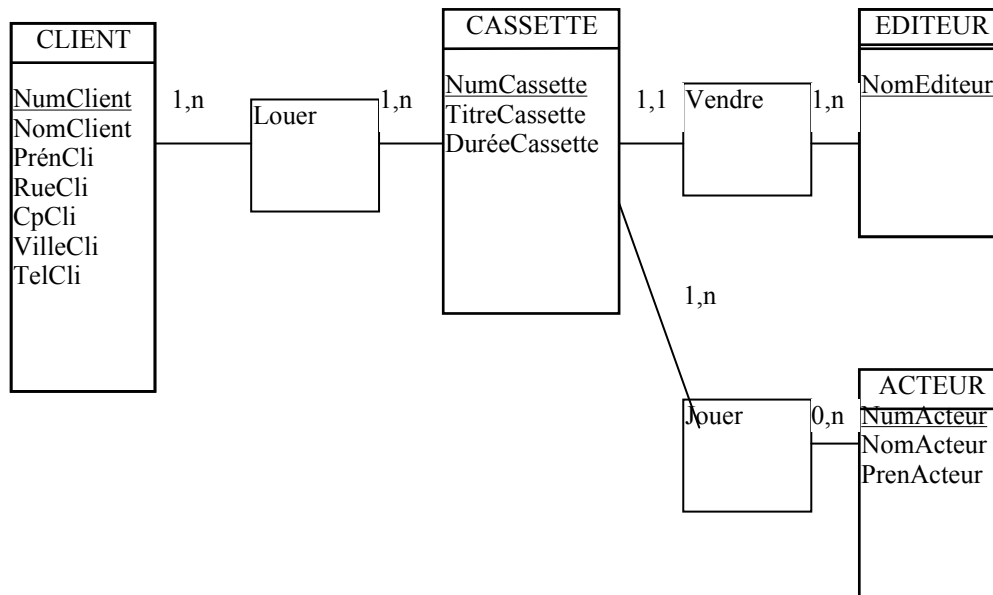 CLIENT
NumClient
NomClient
PrénCli
RueCli
CpCli
VilleCli
TelCli
1,n
Louer
1,n
CASSETTE
NumCassette
TitreCassette
DuréeCassette
1,1
Vendre
1,n
EDITEUR
NomEditeur
1,n
Jouer
0,n
ACTEUR
NumActeur
NomActeur
PrenActeur